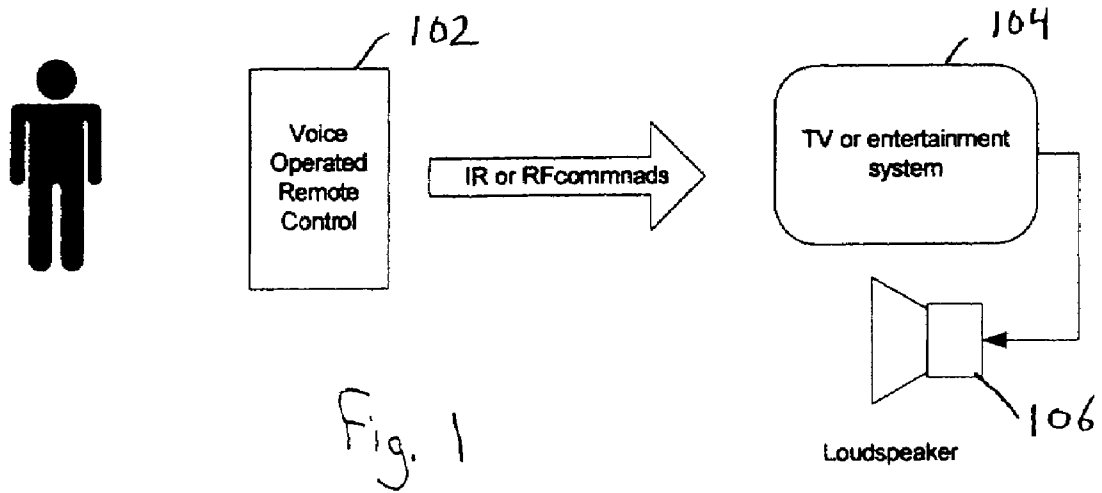 102
104
Voice
Operated
Remote
Control
IR or RFcommnads
TV or entertainment
system
106
Loudspeaker
Fig. 1